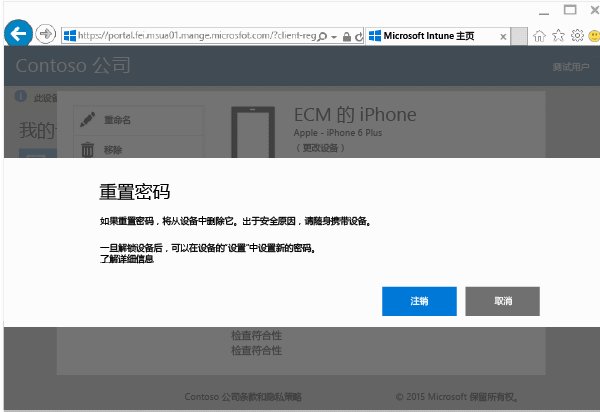 https://portal.fei.msua01.mange.microsfot.com/?client-reg
Microsoft Intune 主页
Contoso 公司
测试用户
此设备
我的
重命名
移除
ECM 的 iPhone
Apple - iPhone 6 Plus
（更改设备）
重置密码
如果重置密码，将从设备中删除它。出于安全原因，请随身携带设备。
一旦解锁设备后，可以在设备的"设置"中设置新的密码。
了解详细信息
注销
取消
检查符合性
检查符合性
Contoso 公司条款和隐私策略
© 2015 Microsoft 保留所有权。